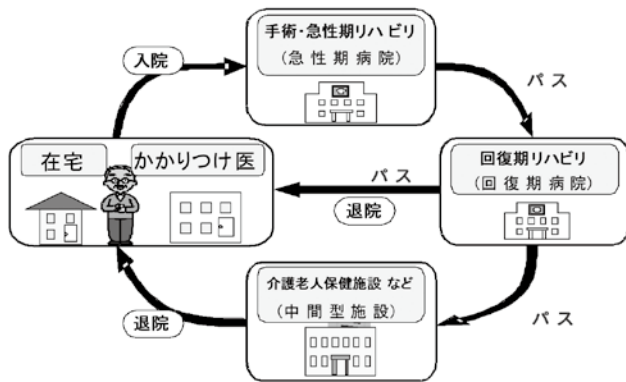 手術・急性期リハビリ
(急性期病院)
入院
パス
在宅
かかりつけ医
回復期リハビリ
(回復期病院)
パス
退院
介護老人保健施設 など
(中間型施設)
退院
パス